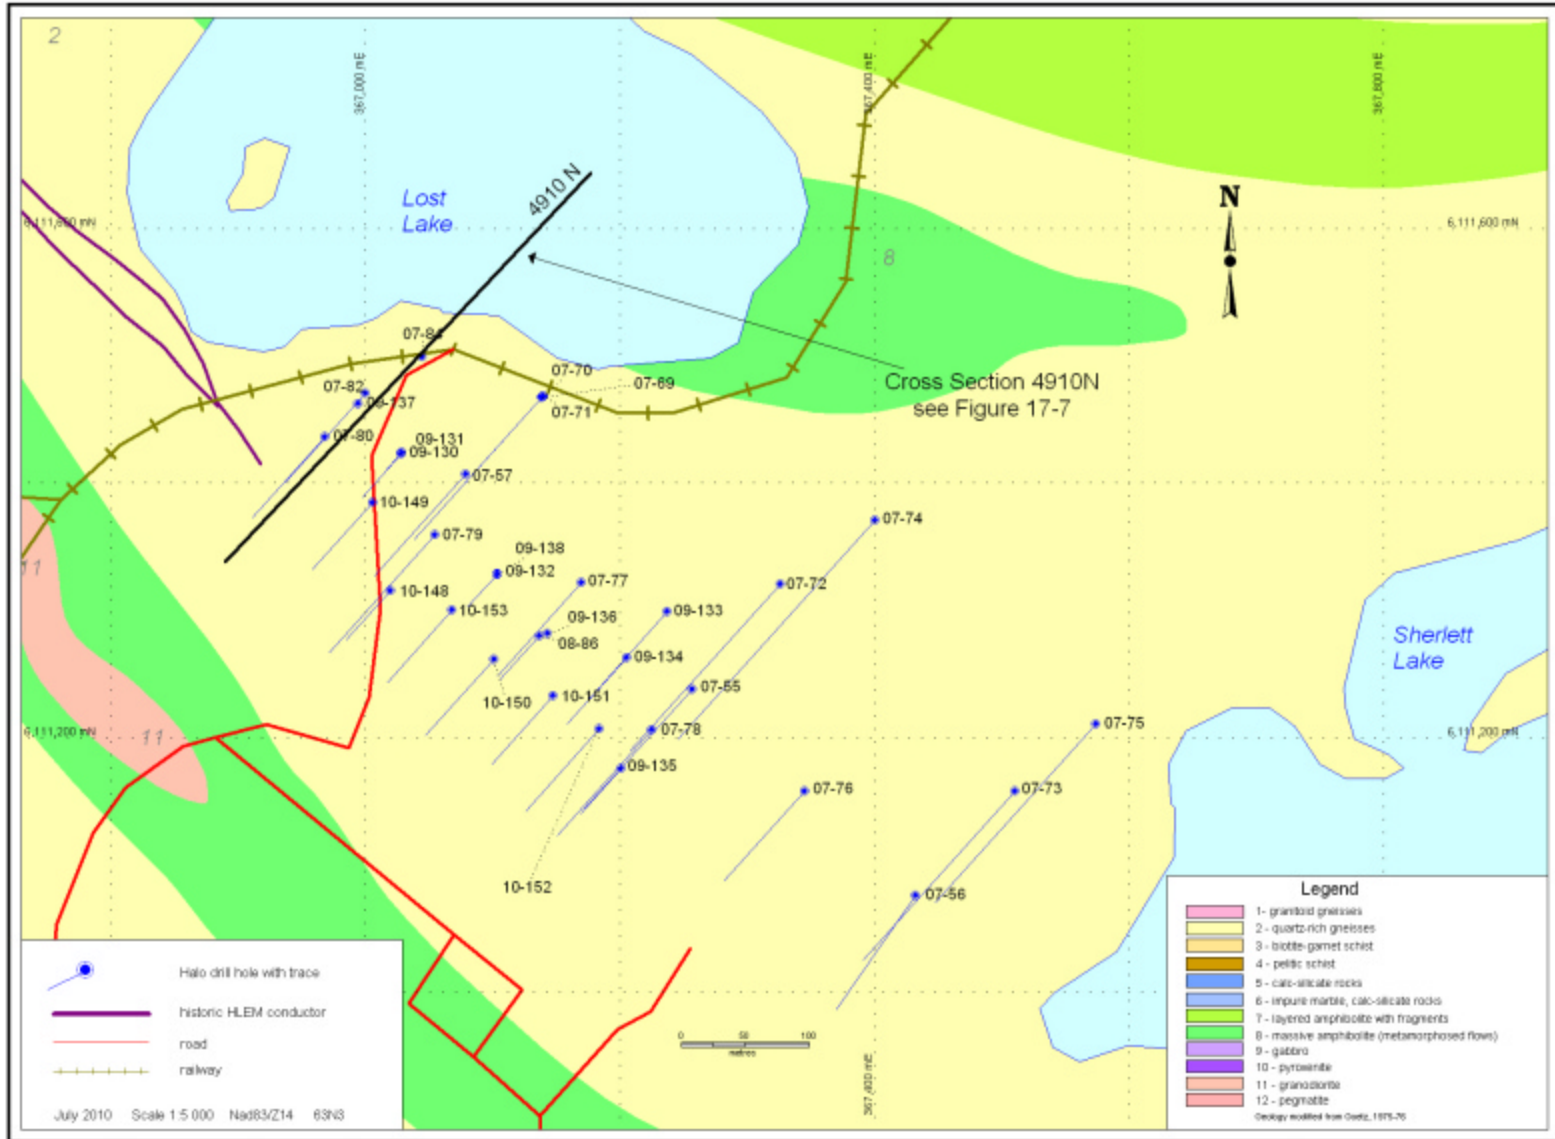 2
367,000 mE
367,400 mE
367,800 mE
4910 N
Lost
Lake
N
6,111,600 mN
6,111,600 mN
8
07-84
07-70
07-69
07-71
Cross Section 4910N
see Figure 17-7
07-82
09-137
07-80
09-131
09-130
07-57
10-149
07-74
07-79
09-138
09-132
07-77
07-72
11
10-148
10-153
09-136
09-133
08-86
Sherlett
Lake
09-134
10-150
10-151
07-55
07-75
6,111,200 mN
11
07-78
6,111,200 mN
09-135
07-76
07-73
10-152
07-56
367,400 mE
0 50 100
metres
Halo drill hole with trace
historic HLEM conductor
road
railway
July 2010 Scale 1:5 000 Nad83/Z14 63N3
Legend
1- granitoid gneisses
2 - quartz-rich gneisses
3 - biotite-garnet schist
4 - pelitic schist
5 - calc-silicate rocks
6 - impure marble, calc-silicate rocks
7 - layered amphibolite with fragments
8 - massive amphibolite (metamorphosed flows)
9 - gabbro
10 - pyroxenite
11 - granodiorite
12 - pegmatite
Geology modified from